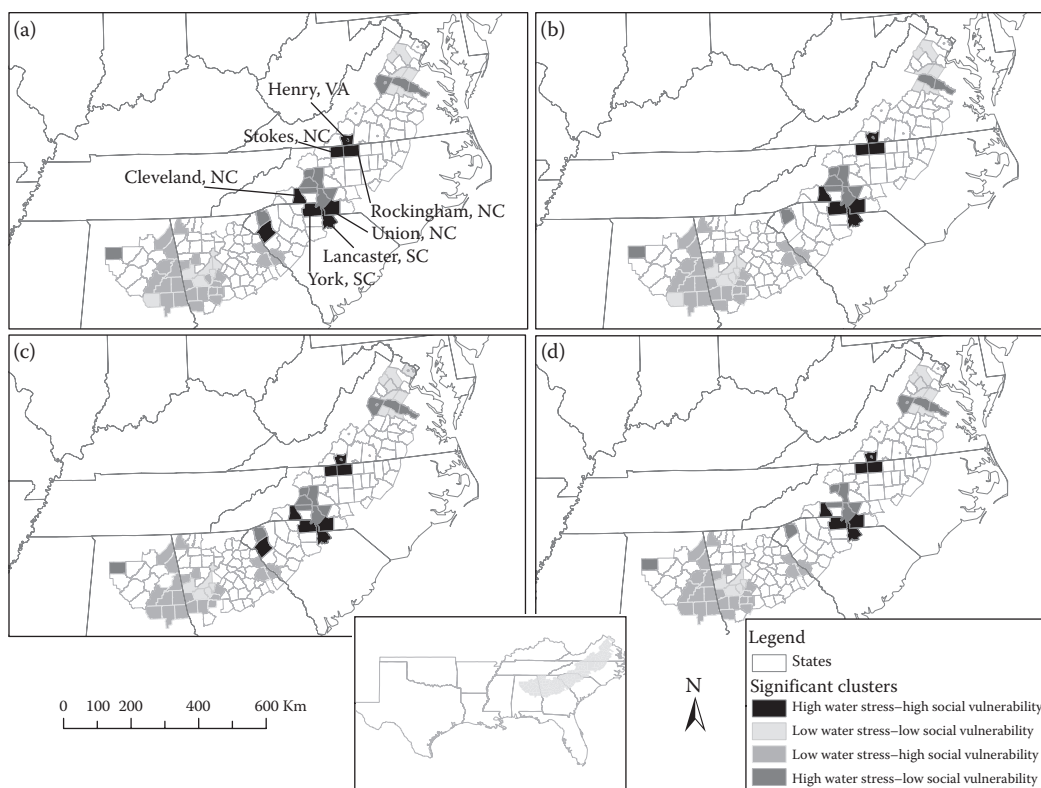 (a)
Henry, VA
Stokes, NC
Cleveland, NC
Rockingham, NC
Union, NC
Lancaster, SC
York, SC
(b)
(c)
(d)
0 100 200 400 600 Km
N
Legend
States
Significant clusters
High water stress–high social vulnerability
Low water stress–low social vulnerability
Low water stress–high social vulnerability
High water stress–low social vulnerability